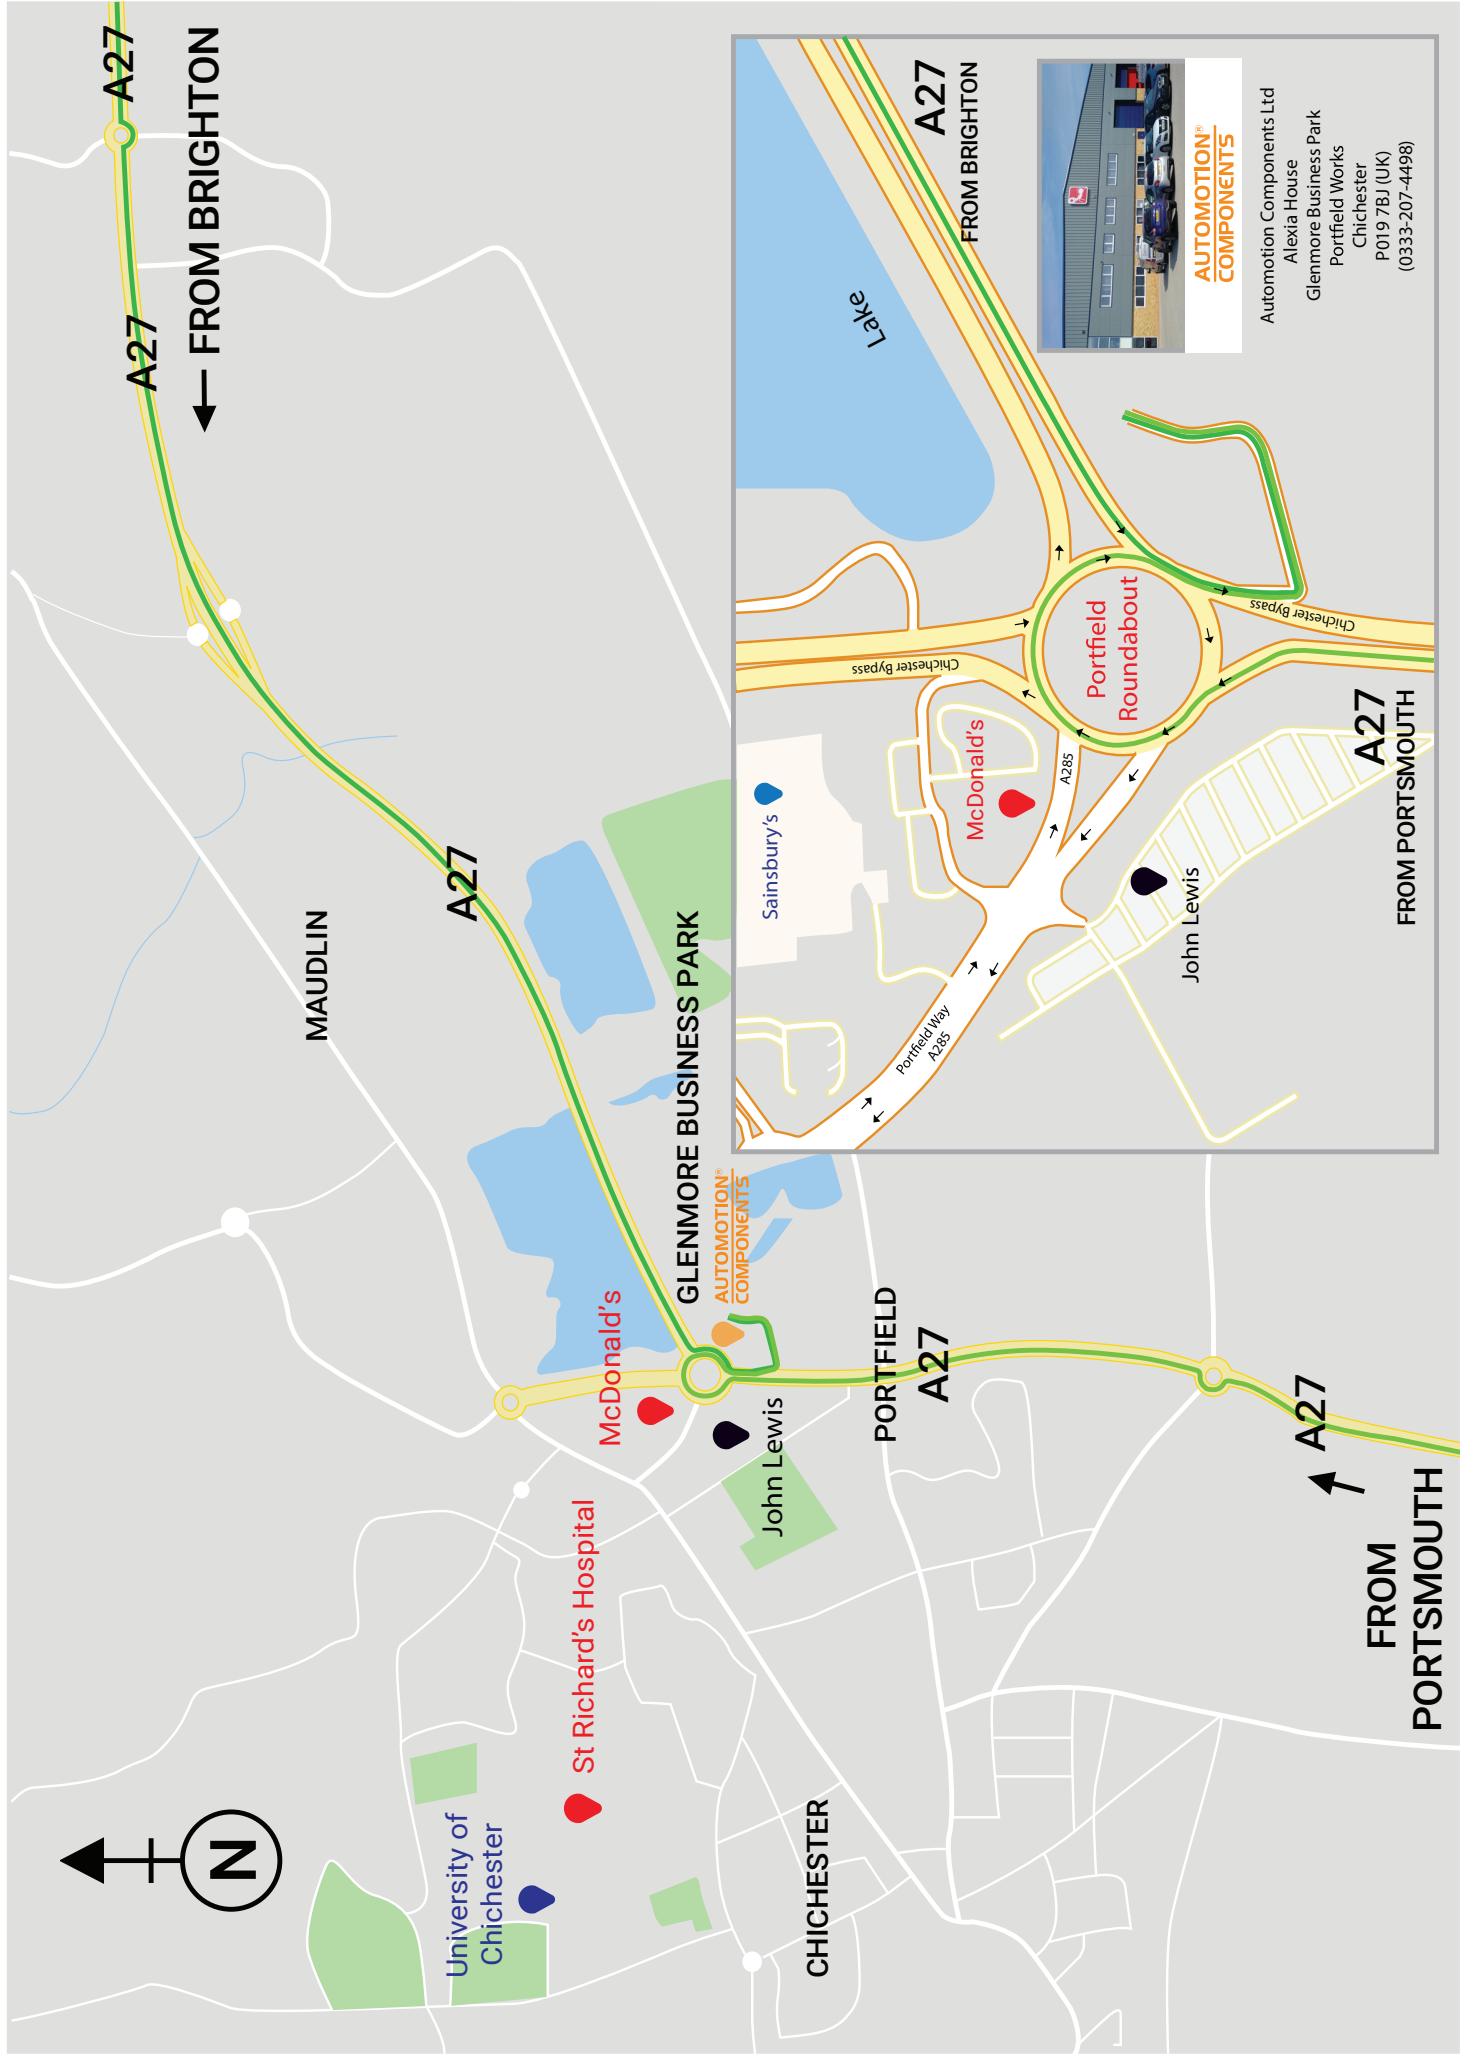 N
University of
Chichester
St Richard's Hospital
CHICHESTER
McDonald's
John Lewis
MAUDLIN
GLENMORE BUSINESS PARK
AUTOMOTION®
COMPONENTS
PORTFIELD
A27
A27
FROM
PORTSMOUTH
A27
A27
A27
FROM BRIGHTON
Lake
A27
FROM BRIGHTON
Chichester Bypass
Chichester Bypass
Portfield
Roundabout
Sainsbury's
McDonald's
A285
Portfield Way
A285
John Lewis
A27
FROM PORTSMOUTH
AUTOMOTION®
COMPONENTS
Automotion Components Ltd
Alexia House
Glenmore Business Park
Portfield Works
Chichester
P019 7BJ (UK)
(0333-207-4498)